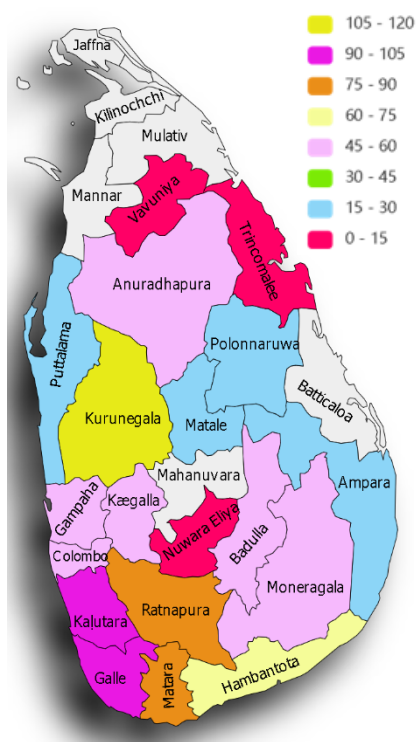 105 - 120
90 - 105
75 - 90
60 - 75
45 - 60
30 - 45
15 - 30
0 - 15
Jaffna
Kilinochchi
Mulativ
Mannar
Vavuniya
Trincomalee
Anuradhapura
Puttalama
Polonnaruwa
Batticaloa
Kurunegala
Matale
Mahanuvara
Ampara
Gampaha
Kægalla
Nuwara Eliya
Badulla
Colombo
Moneragala
Kalutara
Ratnapura
Galle
Matara
Hambantota